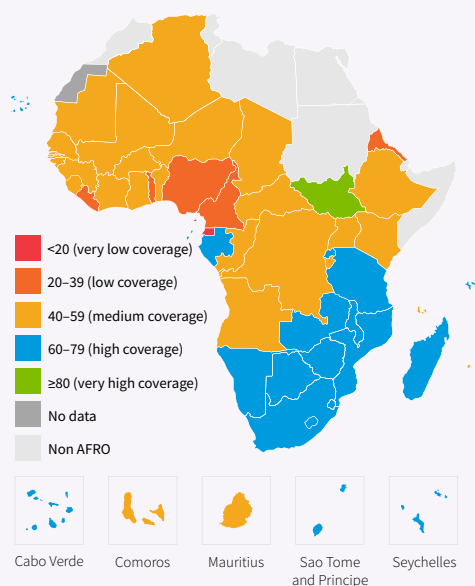 <20 (very low coverage)
20–39 (low coverage)
40–59 (medium coverage)
60–79 (high coverage)
≥80 (very high coverage)
No data
Non AFRO
Cabo Verde
Comoros
Mauritius
Sao Tome
and Principe
Seychelles